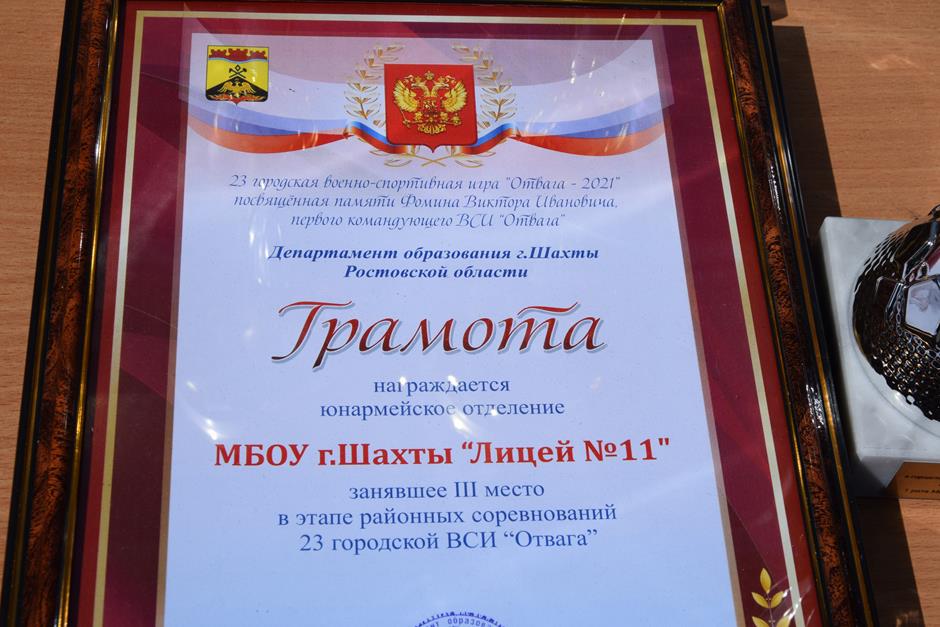 23 городская военно-спортивная игра "Отвага - 2021"
посвящённая памяти Фомина Виктора Ивановича,
первого командующего ВСИ "Отвага"
Департамент образования г.Шахты
Ростовской области
Грамота
награждается
юнармейское отделение
МБОУ г.Шахты “Лицей №11"
занявшее III место
в этапе районных соревнований
23 городской ВСИ “Отвага”